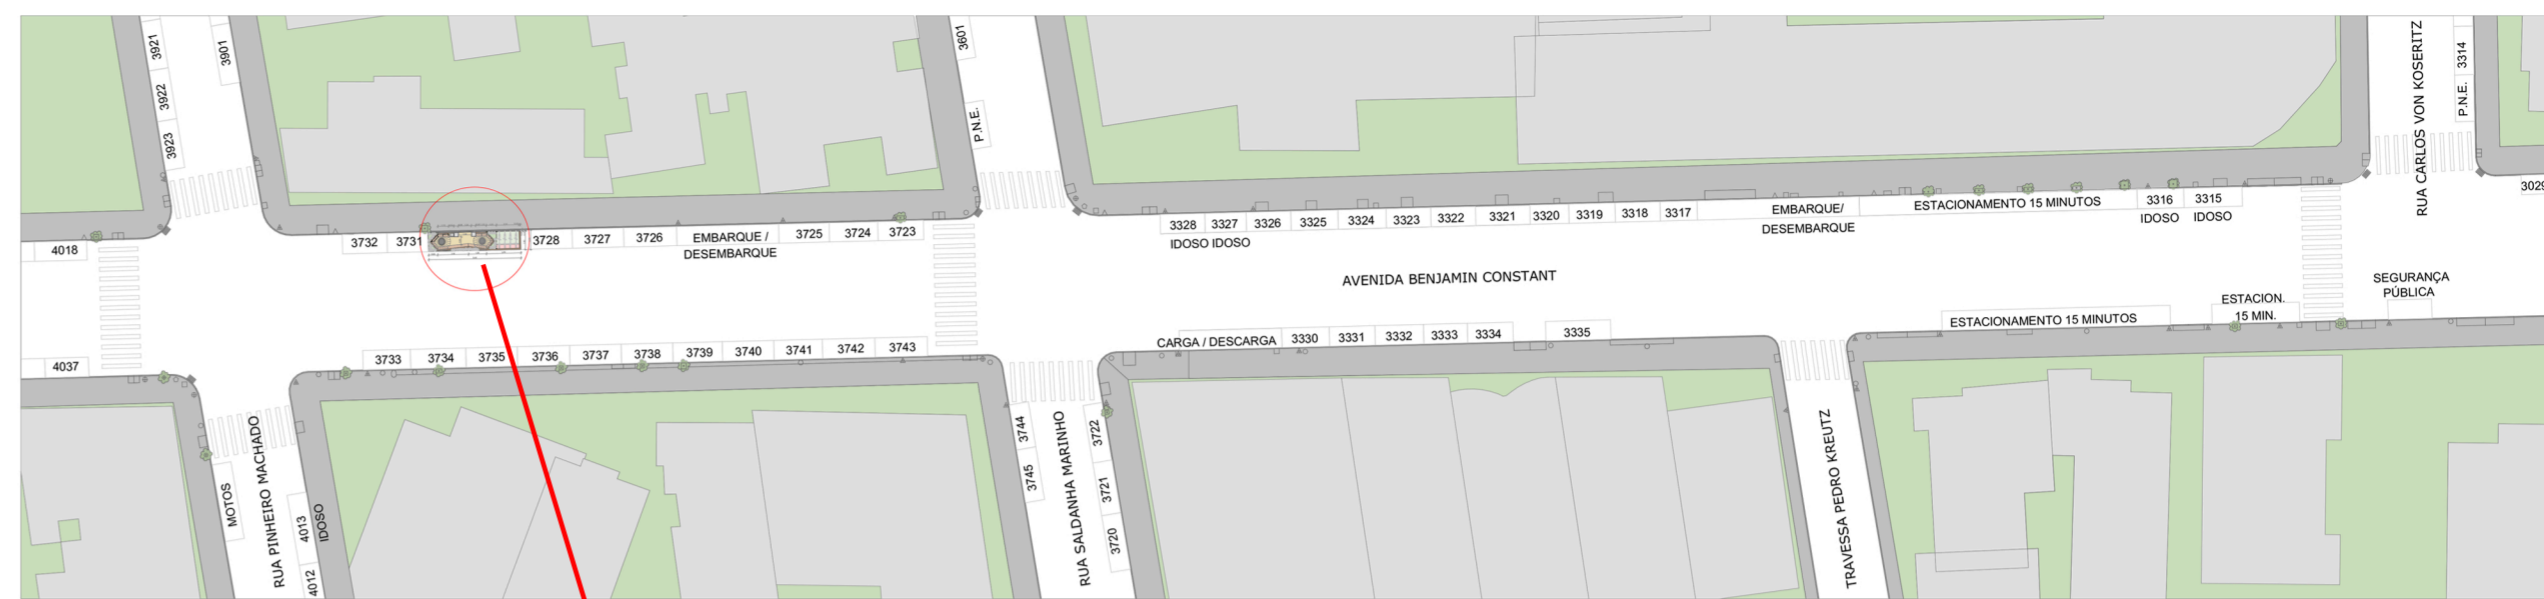 3921
3922
3923
3901
3601
P.N.E.
RUA CARLOS VON KOSERITZ
3314
P.N.E.
3029
4018
3732
3731
3728
3727
3726
EMBARQUE /
DESEMBARQUE
3725
3724
3723
3328
3327
3326
3325
3324
3323
3322
3321
3320
3319
3318
3317
IDOSO IDOSO
EMBARQUE/
DESEMBARQUE
ESTACIONAMENTO 15 MINUTOS
3316
3315
IDOSO
IDOSO
AVENIDA BENJAMIN CONSTANT
SEGURANÇA
PÚBLICA
4037
3733
3734
3735
3736
3737
3738
3739
3740
3741
3742
3743
CARGA / DESCARGA
3330
3331
3332
3333
3334
3335
ESTACIONAMENTO 15 MINUTOS
ESTACION.
15 MIN.
MOTOS
RUA PINHEIRO MACHADO
4013
IDOSO
4012
3744
3745
RUA SALDANHA MARINHO
3722
3721
3720
TRAVESSA PEDRO KREUTZ